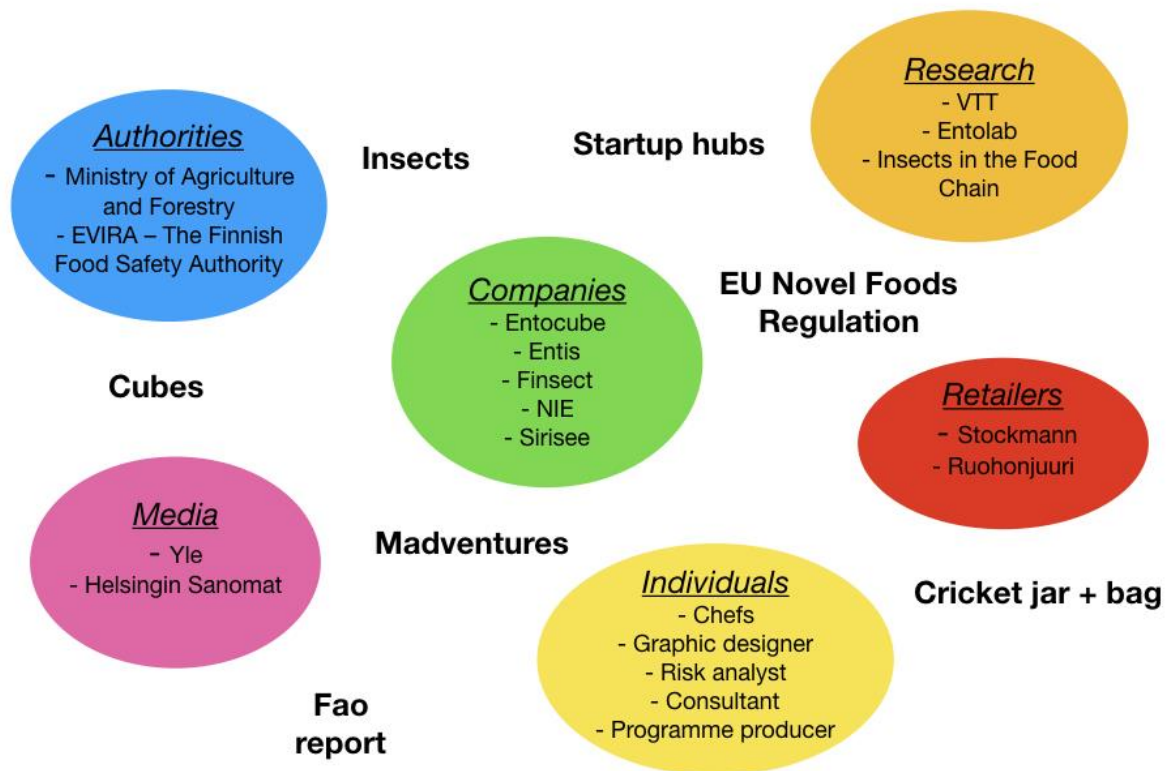 Research
- VTT
- Entolab
- Insects in the Food
Chain
Authorities
- Ministry of Agriculture
and Forestry
- EVIRA – The Finnish
Food Safety Authority
Insects
Startup hubs
Companies
- Entocube
- Entis
- Finsect
- NIE
- Sirisee
EU Novel Foods
Regulation
Cubes
Retailers
- Stockmann
- Ruohonjuuri
Media
- Yle
- Helsingin Sanomat
Madventures
Individuals
- Chefs
- Graphic designer
- Risk analyst
- Consultant
- Programme producer
Cricket jar + bag
Fao
report